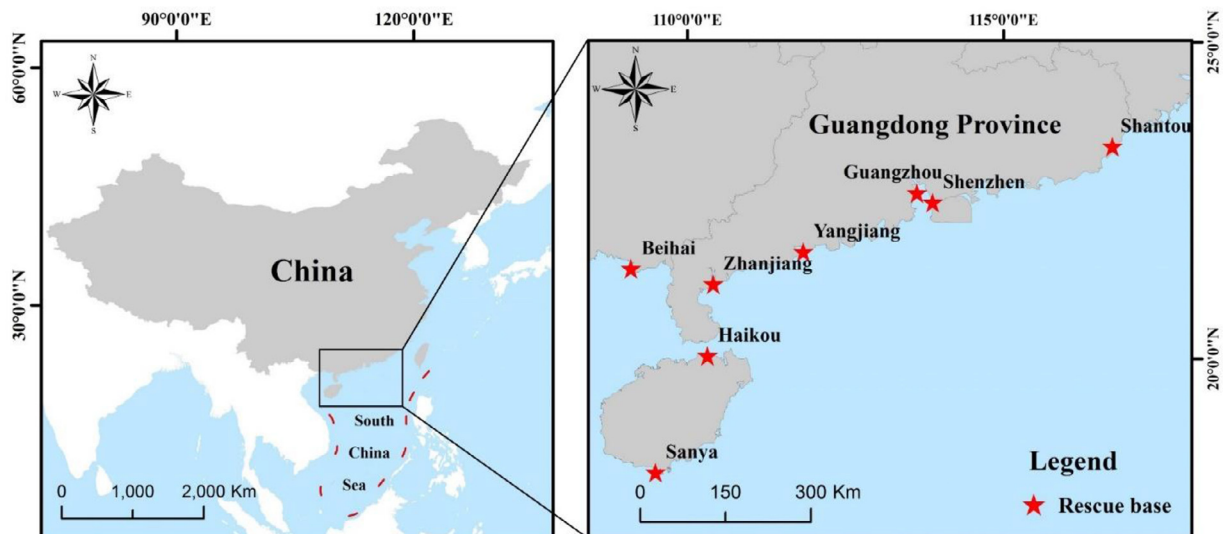 90°0'0"E 120°0'0"E
60°0'0"N
30°0'0"N
N
W E
S
China
South
China
Sea
0 1,000 2,000 Km
110°0'0"E 115°0'0"E
25°0'0"N
20°0'0"N
N
W E
S
Guangdong Province
Shantou
Guangzhou
Shenzhen
Yangjiang
Beihai
Zhanjiang
Haikou
Sanya
0 150 300 Km
Legend
Rescue base